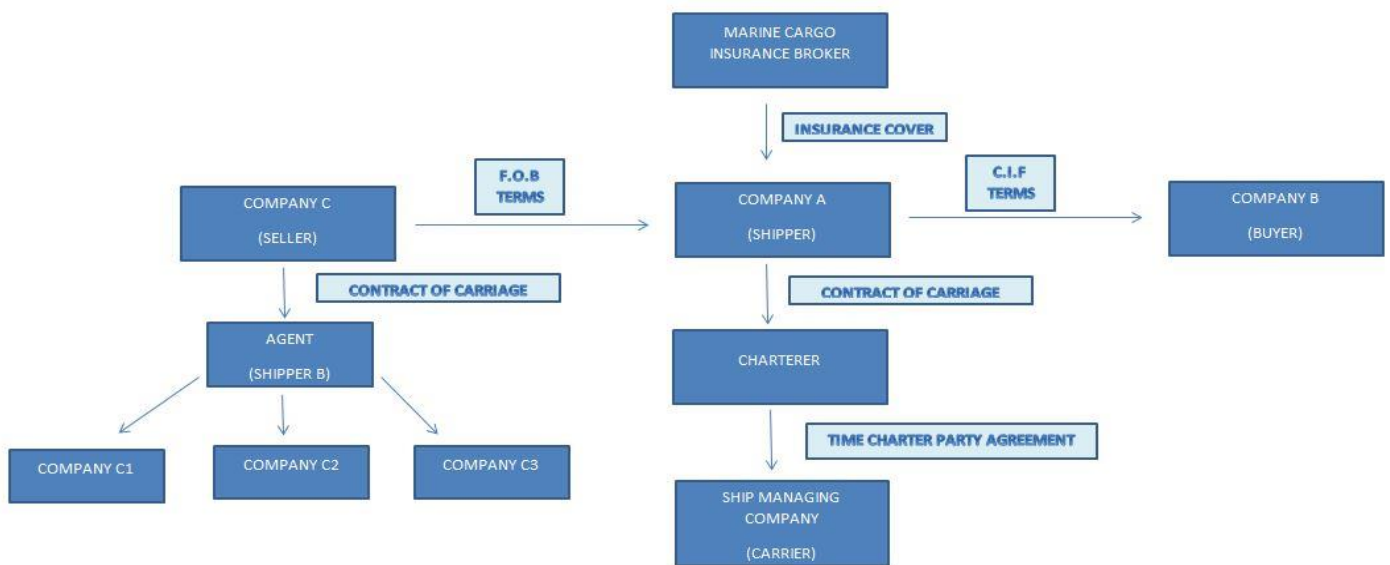 MARINE CARGO
INSURANCE BROKER
INSURANCE COVER
F.O.B
TERMS
C.I.F
TERMS
COMPANY C
(SELLER)
COMPANY A
(SHIPPER)
COMPANY B
(BUYER)
CONTRACT OF CARRIAGE
CONTRACT OF CARRIAGE
AGENT
(SHIPPER B)
CHARTERER
TIME CHARTER PARTY AGREEMENT
COMPANY C1
COMPANY C2
COMPANY C3
SHIP MANAGING
COMPANY
(CARRIER)